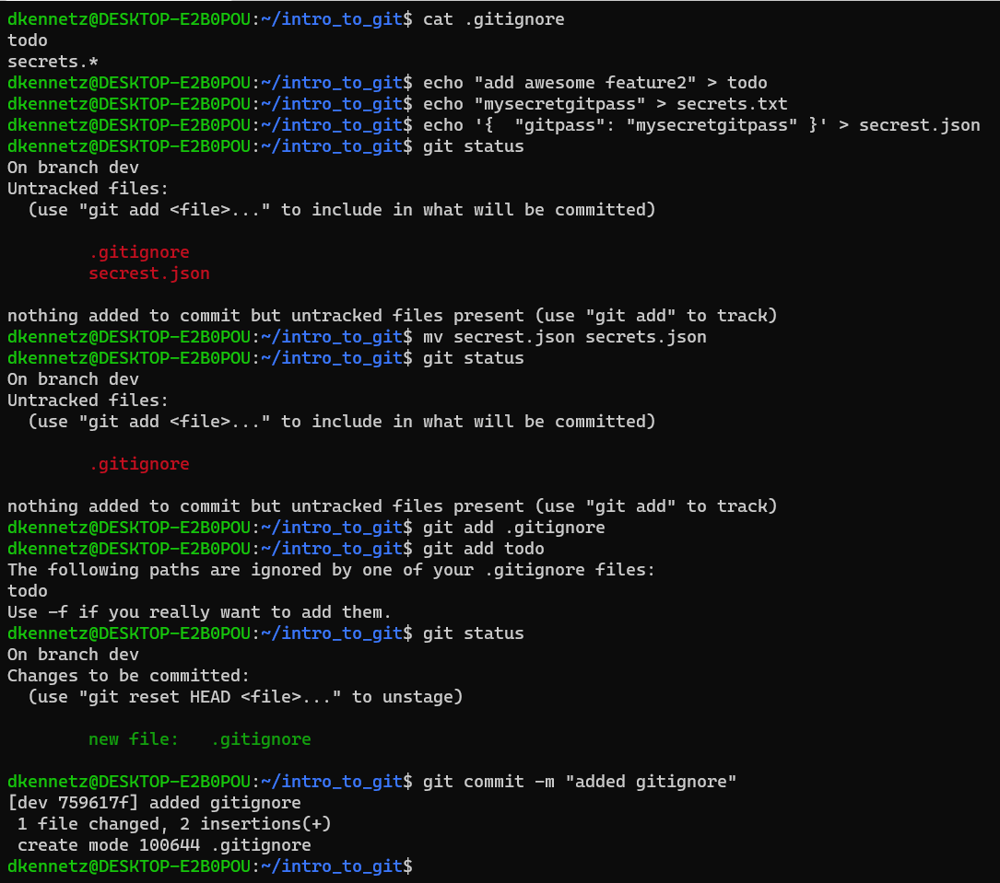 dkennetz@DESKTOP-E2B0POU:~/intro_to_git$ cat .gitignore
todo
secrets.*
dkennetz@DESKTOP-E2B0POU:~/intro_to_git$ echo "add awesome feature2" > todo
dkennetz@DESKTOP-E2B0POU:~/intro_to_git$ echo "mysecretgitpass" > secrets.txt
dkennetz@DESKTOP-E2B0POU:~/intro_to_git$ echo '{  "gitpass": "mysecretgitpass" }' > secrest.json
dkennetz@DESKTOP-E2B0POU:~/intro_to_git$ git status
On branch dev
Untracked files:
  (use "git add <file>..." to include in what will be committed)

        .gitignore
        secrest.json

nothing added to commit but untracked files present (use "git add" to track)
dkennetz@DESKTOP-E2B0POU:~/intro_to_git$ mv secrest.json secrets.json
dkennetz@DESKTOP-E2B0POU:~/intro_to_git$ git status
On branch dev
Untracked files:
  (use "git add <file>..." to include in what will be committed)

        .gitignore

nothing added to commit but untracked files present (use "git add" to track)
dkennetz@DESKTOP-E2B0POU:~/intro_to_git$ git add .gitignore
dkennetz@DESKTOP-E2B0POU:~/intro_to_git$ git add todo
The following paths are ignored by one of your .gitignore files:
todo
Use -f if you really want to add them.
dkennetz@DESKTOP-E2B0POU:~/intro_to_git$ git status
On branch dev
Changes to be committed:
  (use "git reset HEAD <file>..." to unstage)

        new file:   .gitignore

dkennetz@DESKTOP-E2B0POU:~/intro_to_git$ git commit -m "added gitignore"
[dev 759617f] added gitignore
 1 file changed, 2 insertions(+)
 create mode 100644 .gitignore
dkennetz@DESKTOP-E2B0POU:~/intro_to_git$